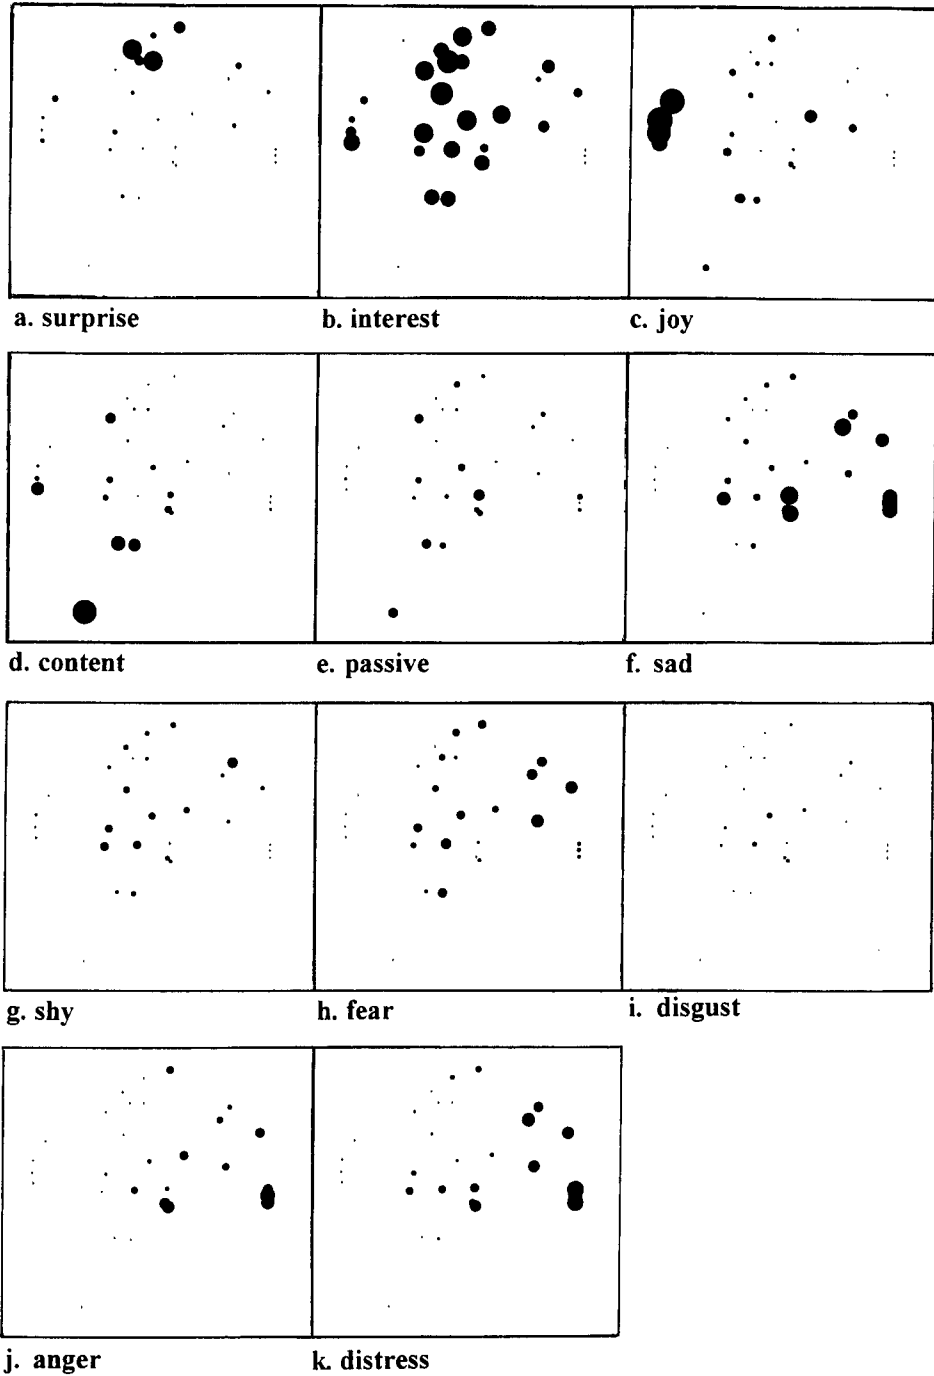 a. surprise b. interest c. joy
d. content e. passive f. sad
g. shy h. fear i. disgust
j. anger k. distress